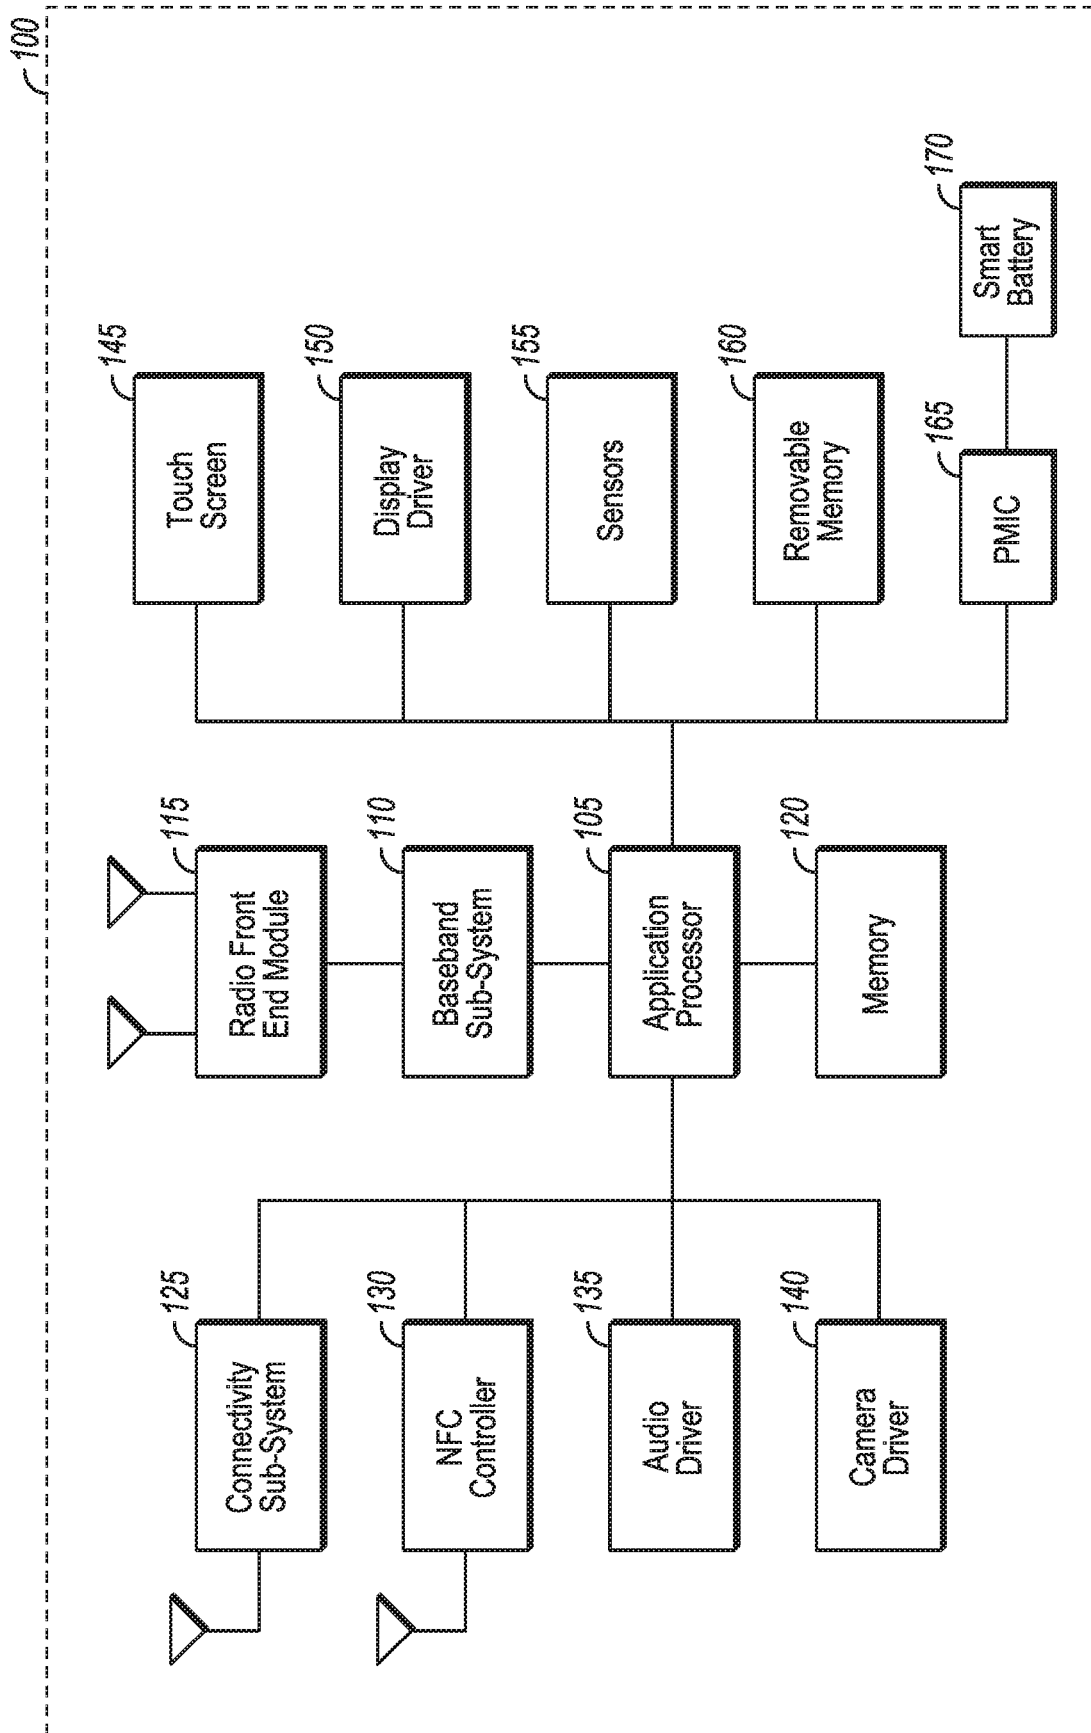 100
125
Connectivity
Sub-System
130
NFC
Controller
135
Audio
Driver
140
Camera
Driver
115
Radio Front
End Module
110
Baseband
Sub-System
105
Application
Processor
120
Memory
145
Touch
Screen
150
Display
Driver
155
Sensors
160
Removable
Memory
165
PMIC
170
Smart
Battery